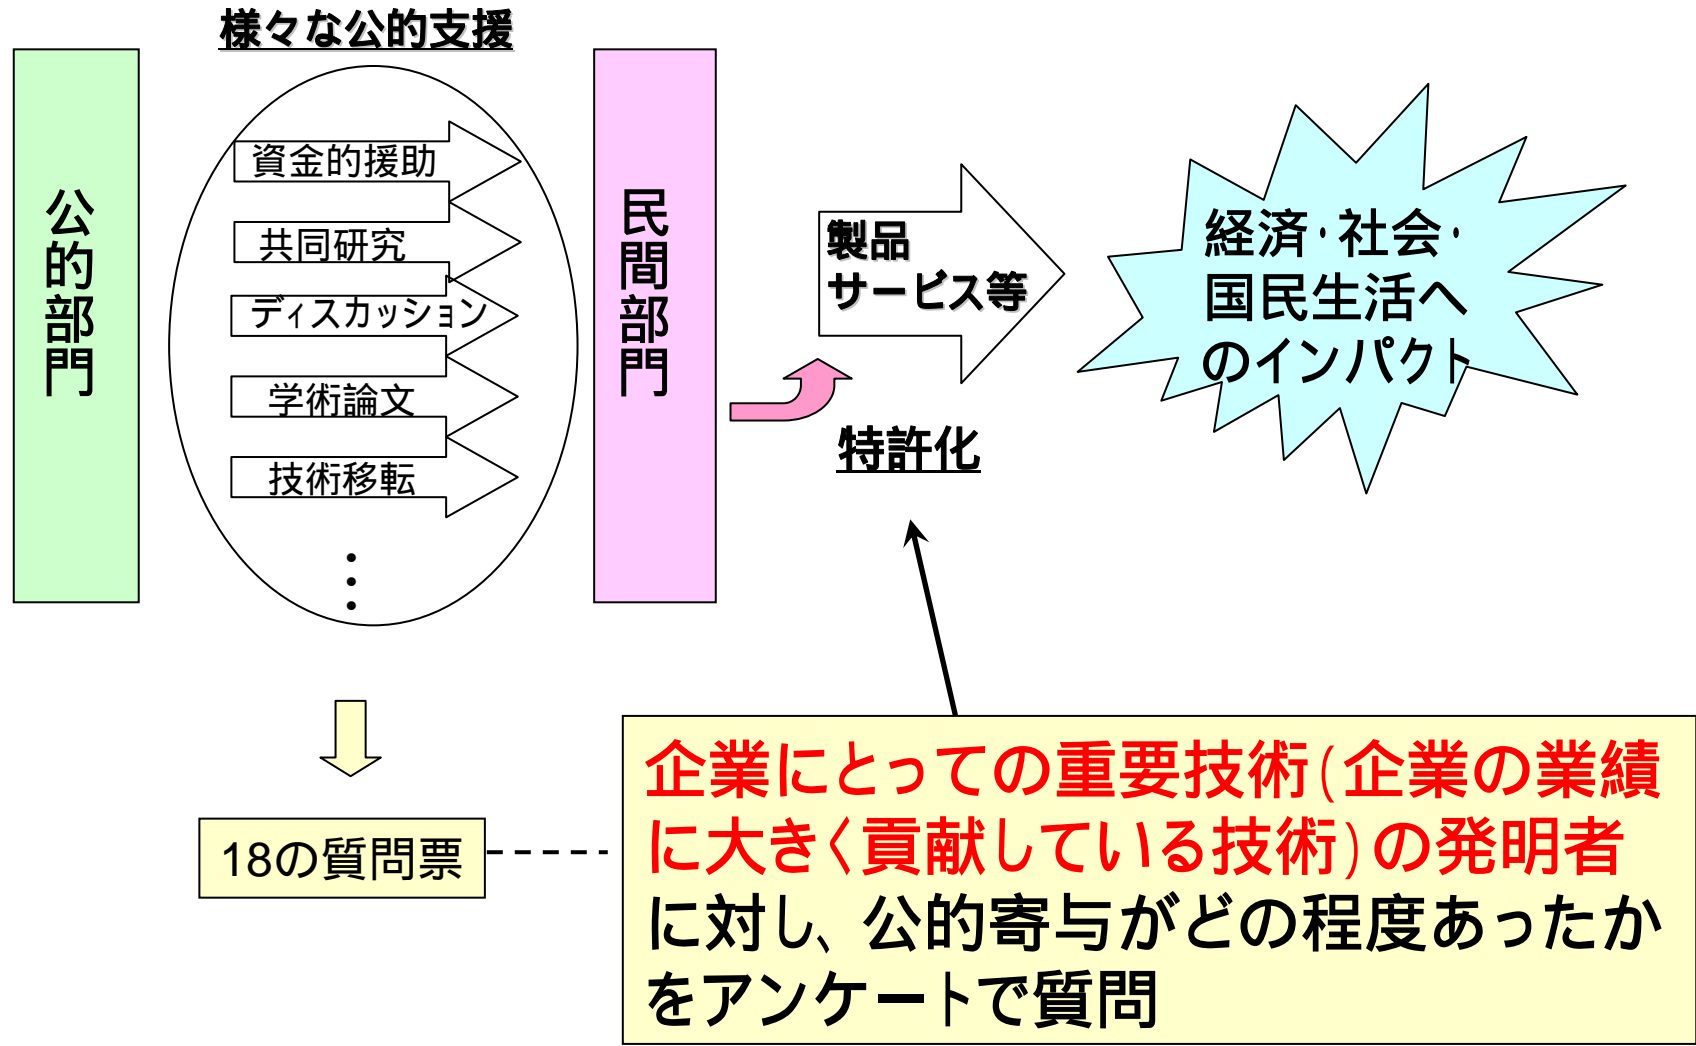 様々な公的支援
公的部門
資金的援助
共同研究
ディスカッション
学術論文
技術移転
・・・
民間部門
製品
サービス等
特許化
経済・社会・
国民生活へ
のインパクト
18の質問票
企業にとっての重要技術(企業の業績
に大きく貢献している技術)の発明者
に対し、公的寄与がどの程度あったか
をアンケートで質問